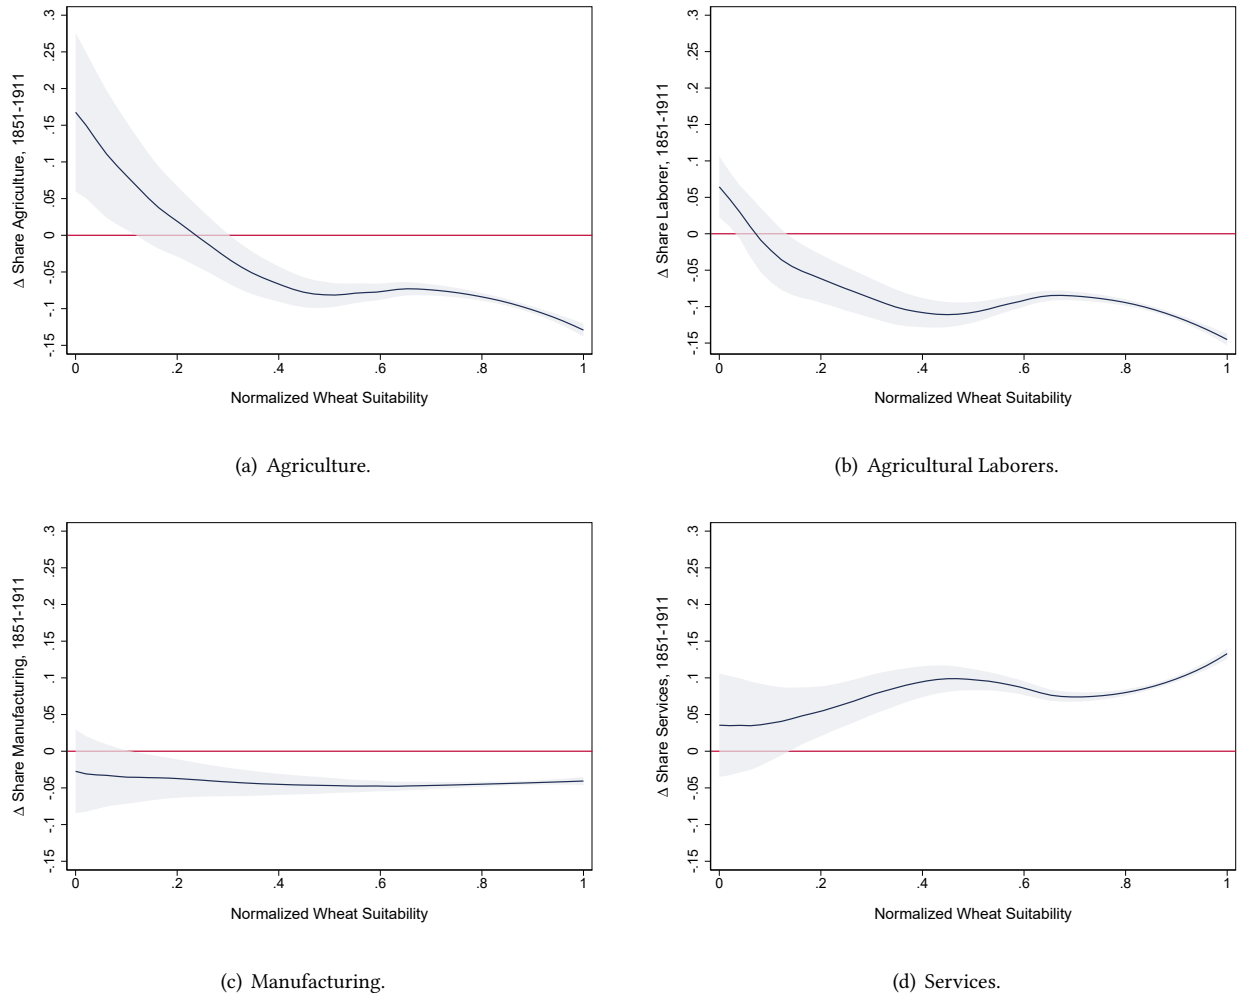 Δ Share Agriculture, 1851-1911
.3
.25
.2
.15
.1
.05
0
-.05
-.1
-.15
0 .2 .4 .6 .8 1
Normalized Wheat Suitability
(a) Agriculture.
Δ Share Laborer, 1851-1911
.3
.25
.2
.15
.1
.05
0
-.05
-.1
-.15
0 .2 .4 .6 .8 1
Normalized Wheat Suitability
(b) Agricultural Laborers.
Δ Share Manufacturing, 1851-1911
.3
.25
.2
.15
.1
.05
0
-.05
-.1
-.15
0 .2 .4 .6 .8 1
Normalized Wheat Suitability
(c) Manufacturing.
Δ Share Services, 1851-1911
.3
.25
.2
.15
.1
.05
0
-.05
-.1
-.15
0 .2 .4 .6 .8 1
Normalized Wheat Suitability
(d) Services.